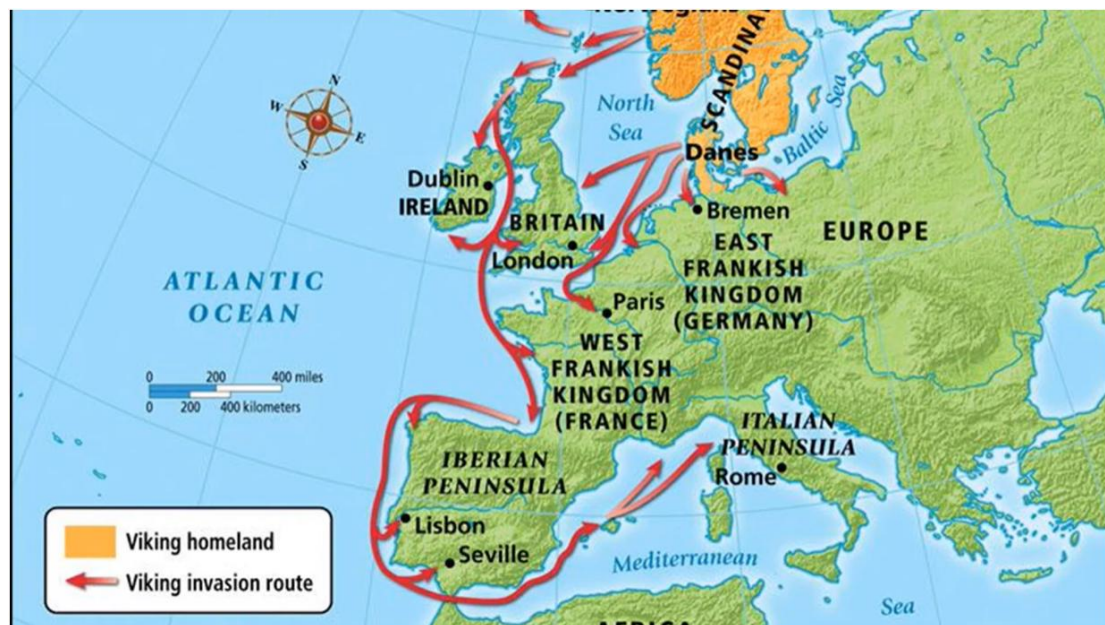 Norwegians
SCANDINA
North
Sea
Baltic Sea
Danes
N
W
E
S
Dublin
IRELAND
BRITAIN
London
Bremen
EUROPE
EAST
FRANKISH
KINGDOM
(GERMANY)
ATLANTIC
OCEAN
Paris
WEST
FRANKISH
KINGDOM
(FRANCE)
0 200 400 miles
0 200 400 kilometers
ITALIAN
PENINSULA
Rome
IBERIAN
PENINSULA
Lisbon
Seville
Mediterranean
Sea
AFRICA
Viking homeland
Viking invasion route